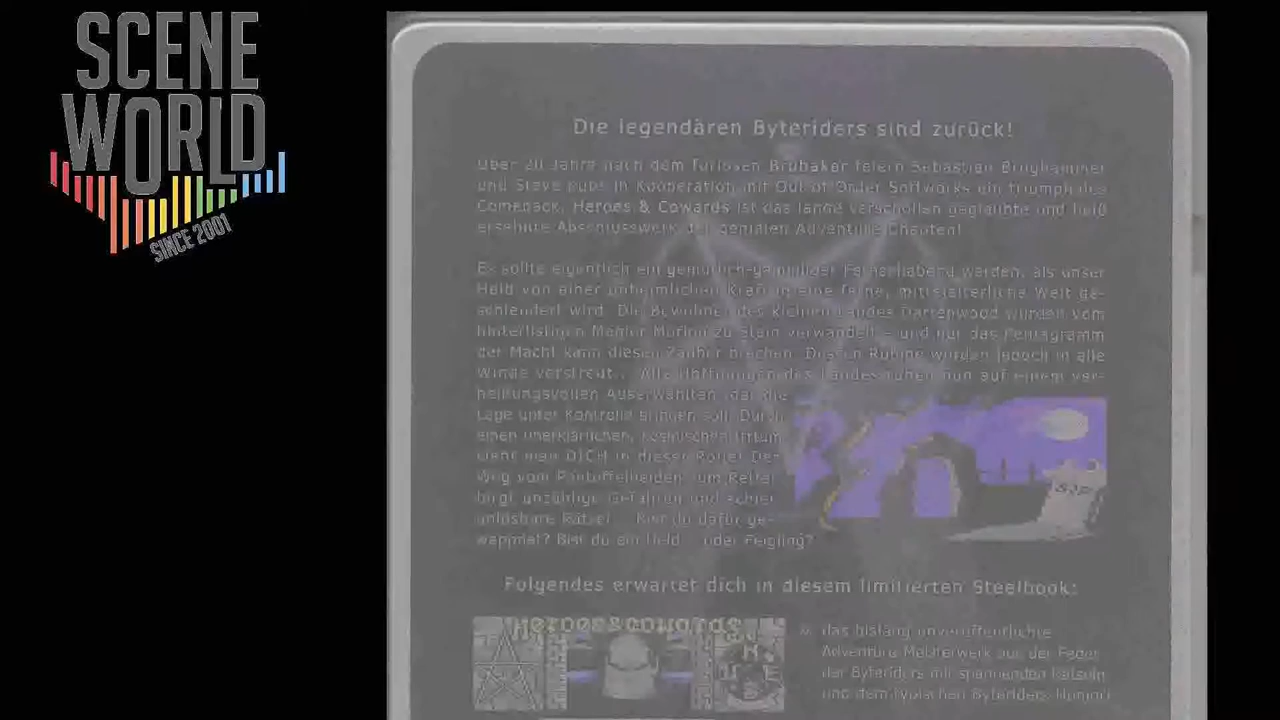 SCENE
WORLD
SINCE 2001
Die legendären Byteriders sind zurück!
Über 20 Jahre nach dem furiosen Brubaker feiern Sebastian
und Steve in Kooperation mit Out of Order Softworks ein triumphales
Comeback. Heroes & Cowards ist das lange verschollen geglaubte und heiß
ersehnte Abschlusswerk der genialen Adventure Chaoten!
Es sollte eigentlich ein gemütlich-gammeliger Fernsehabend werden, als unser
Held von einer unheimlichen Kraft in eine ferne, mittelalterliche Welt ge-
schleudert wird. Die Bewohner des kleinen Landes Darrenwood wurden vom
hinterlistigen Mentor zu Stein verwandelt - und nur das Pentagramm
der Macht kann diesen Zauber brechen. Dessen Rubine wurden jedoch in alle
Winde verstreut... Alle Hoffnungen des Landes ruhen nun auf einem ver-
heißungsvollen Auserwählten, der die
Lage unter Kontrolle bringen soll. Durch
einen unerklärlichen, kosmischen Irrtum
sieht man DICH in dieser Rolle! Der
Weg vom Pantoffelhelden zum Retter
birgt unzählige Gefahren und schier
unlösbare Rätsel... Bist du dafür ge-
wappnet? Bist du ein Held... oder Feigling?
Folgendes erwartet dich in diesem limitierten Steelbook:
Heroes & Cowards
das bislang unveröffentlichte
Adventure Meisterwerk aus der Feder
der Byteriders mit spannenden Rätseln
und dem typischen Byteriders Humor!